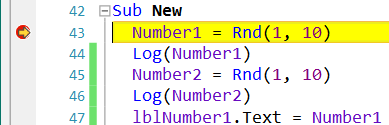 42 Sub New
43 Number1 = Rnd(1, 10)
44 Log(Number1)
45 Number2 = Rnd(1, 10)
46 Log(Number2)
47 lblNumber1.Text = Number1